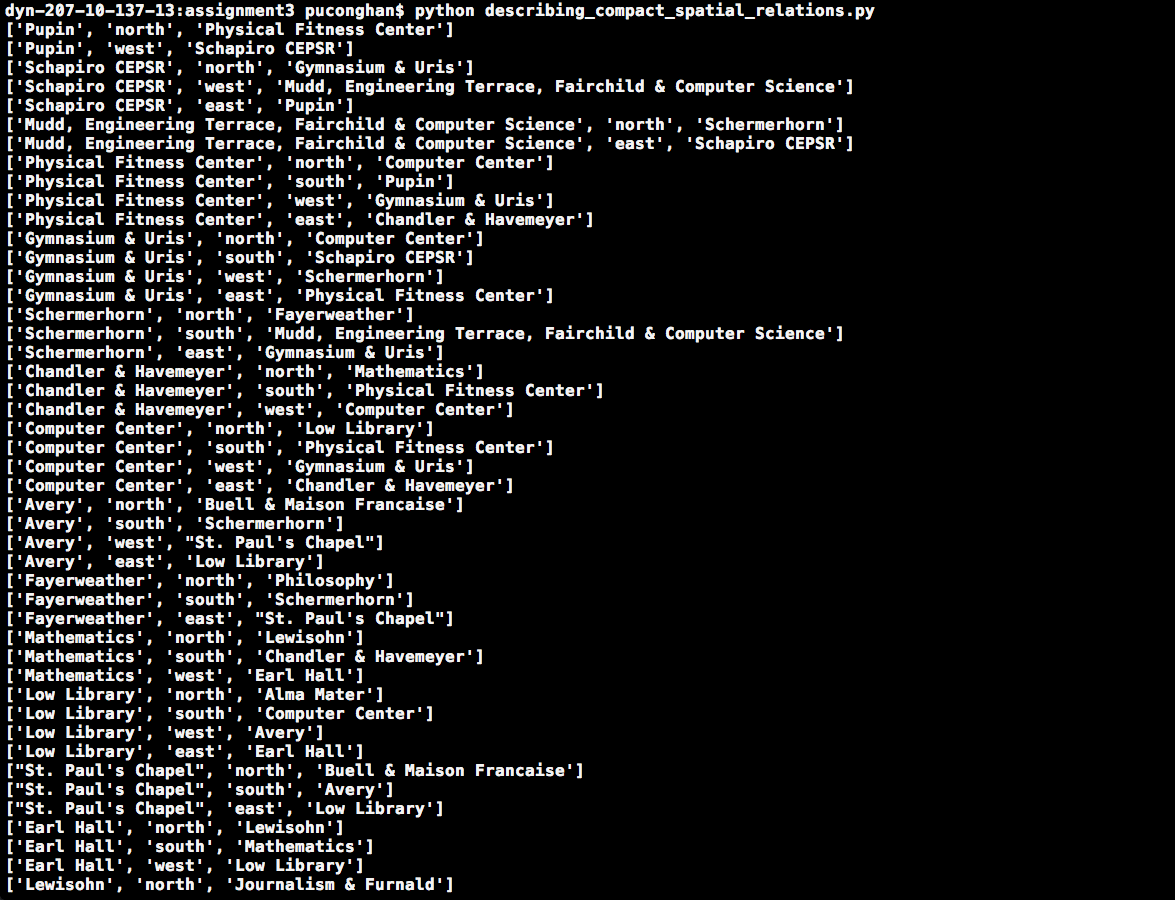 dyn-207-10-137-13:assignment3 puconghan$ python describing_compact_spatial_relations.py
['Pupin', 'north', 'Physical Fitness Center']
['Pupin', 'west', 'Schapiro CEPSR']
['Schapiro CEPSR', 'north', 'Gymnasium & Uris']
['Schapiro CEPSR', 'west', 'Mudd, Engineering Terrace, Fairchild & Computer Science']
['Schapiro CEPSR', 'east', 'Pupin']
['Mudd, Engineering Terrace, Fairchild & Computer Science', 'north', 'Schermerhorn']
['Mudd, Engineering Terrace, Fairchild & Computer Science', 'east', 'Schapiro CEPSR']
['Physical Fitness Center', 'north', 'Computer Center']
['Physical Fitness Center', 'south', 'Pupin']
['Physical Fitness Center', 'west', 'Gymnasium & Uris']
['Physical Fitness Center', 'east', 'Chandler & Havemeyer']
['Gymnasium & Uris', 'north', 'Computer Center']
['Gymnasium & Uris', 'south', 'Schapiro CEPSR']
['Gymnasium & Uris', 'west', 'Schermerhorn']
['Gymnasium & Uris', 'east', 'Physical Fitness Center']
['Schermerhorn', 'north', 'Fayerweather']
['Schermerhorn', 'south', 'Mudd, Engineering Terrace, Fairchild & Computer Science']
['Schermerhorn', 'east', 'Gymnasium & Uris']
['Chandler & Havemeyer', 'north', 'Mathematics']
['Chandler & Havemeyer', 'south', 'Physical Fitness Center']
['Chandler & Havemeyer', 'west', 'Computer Center']
['Computer Center', 'north', 'Low Library']
['Computer Center', 'south', 'Physical Fitness Center']
['Computer Center', 'west', 'Gymnasium & Uris']
['Computer Center', 'east', 'Chandler & Havemeyer']
['Avery', 'north', 'Buell & Maison Francaise']
['Avery', 'south', 'Schermerhorn']
['Avery', 'west', "St. Paul's Chapel"]
['Avery', 'east', 'Low Library']
['Fayerweather', 'north', 'Philosophy']
['Fayerweather', 'south', 'Schermerhorn']
['Fayerweather', 'east', "St. Paul's Chapel"]
['Mathematics', 'north', 'Lewisohn']
['Mathematics', 'south', 'Chandler & Havemeyer']
['Mathematics', 'west', 'Earl Hall']
['Low Library', 'north', 'Alma Mater']
['Low Library', 'south', 'Computer Center']
['Low Library', 'west', 'Avery']
['Low Library', 'east', 'Earl Hall']
["St. Paul's Chapel", 'north', 'Buell & Maison Francaise']
["St. Paul's Chapel", 'south', 'Avery']
["St. Paul's Chapel", 'east', 'Low Library']
['Earl Hall', 'north', 'Lewisohn']
['Earl Hall', 'south', 'Mathematics']
['Earl Hall', 'west', 'Low Library']
['Lewisohn', 'north', 'Journalism & Furnald']